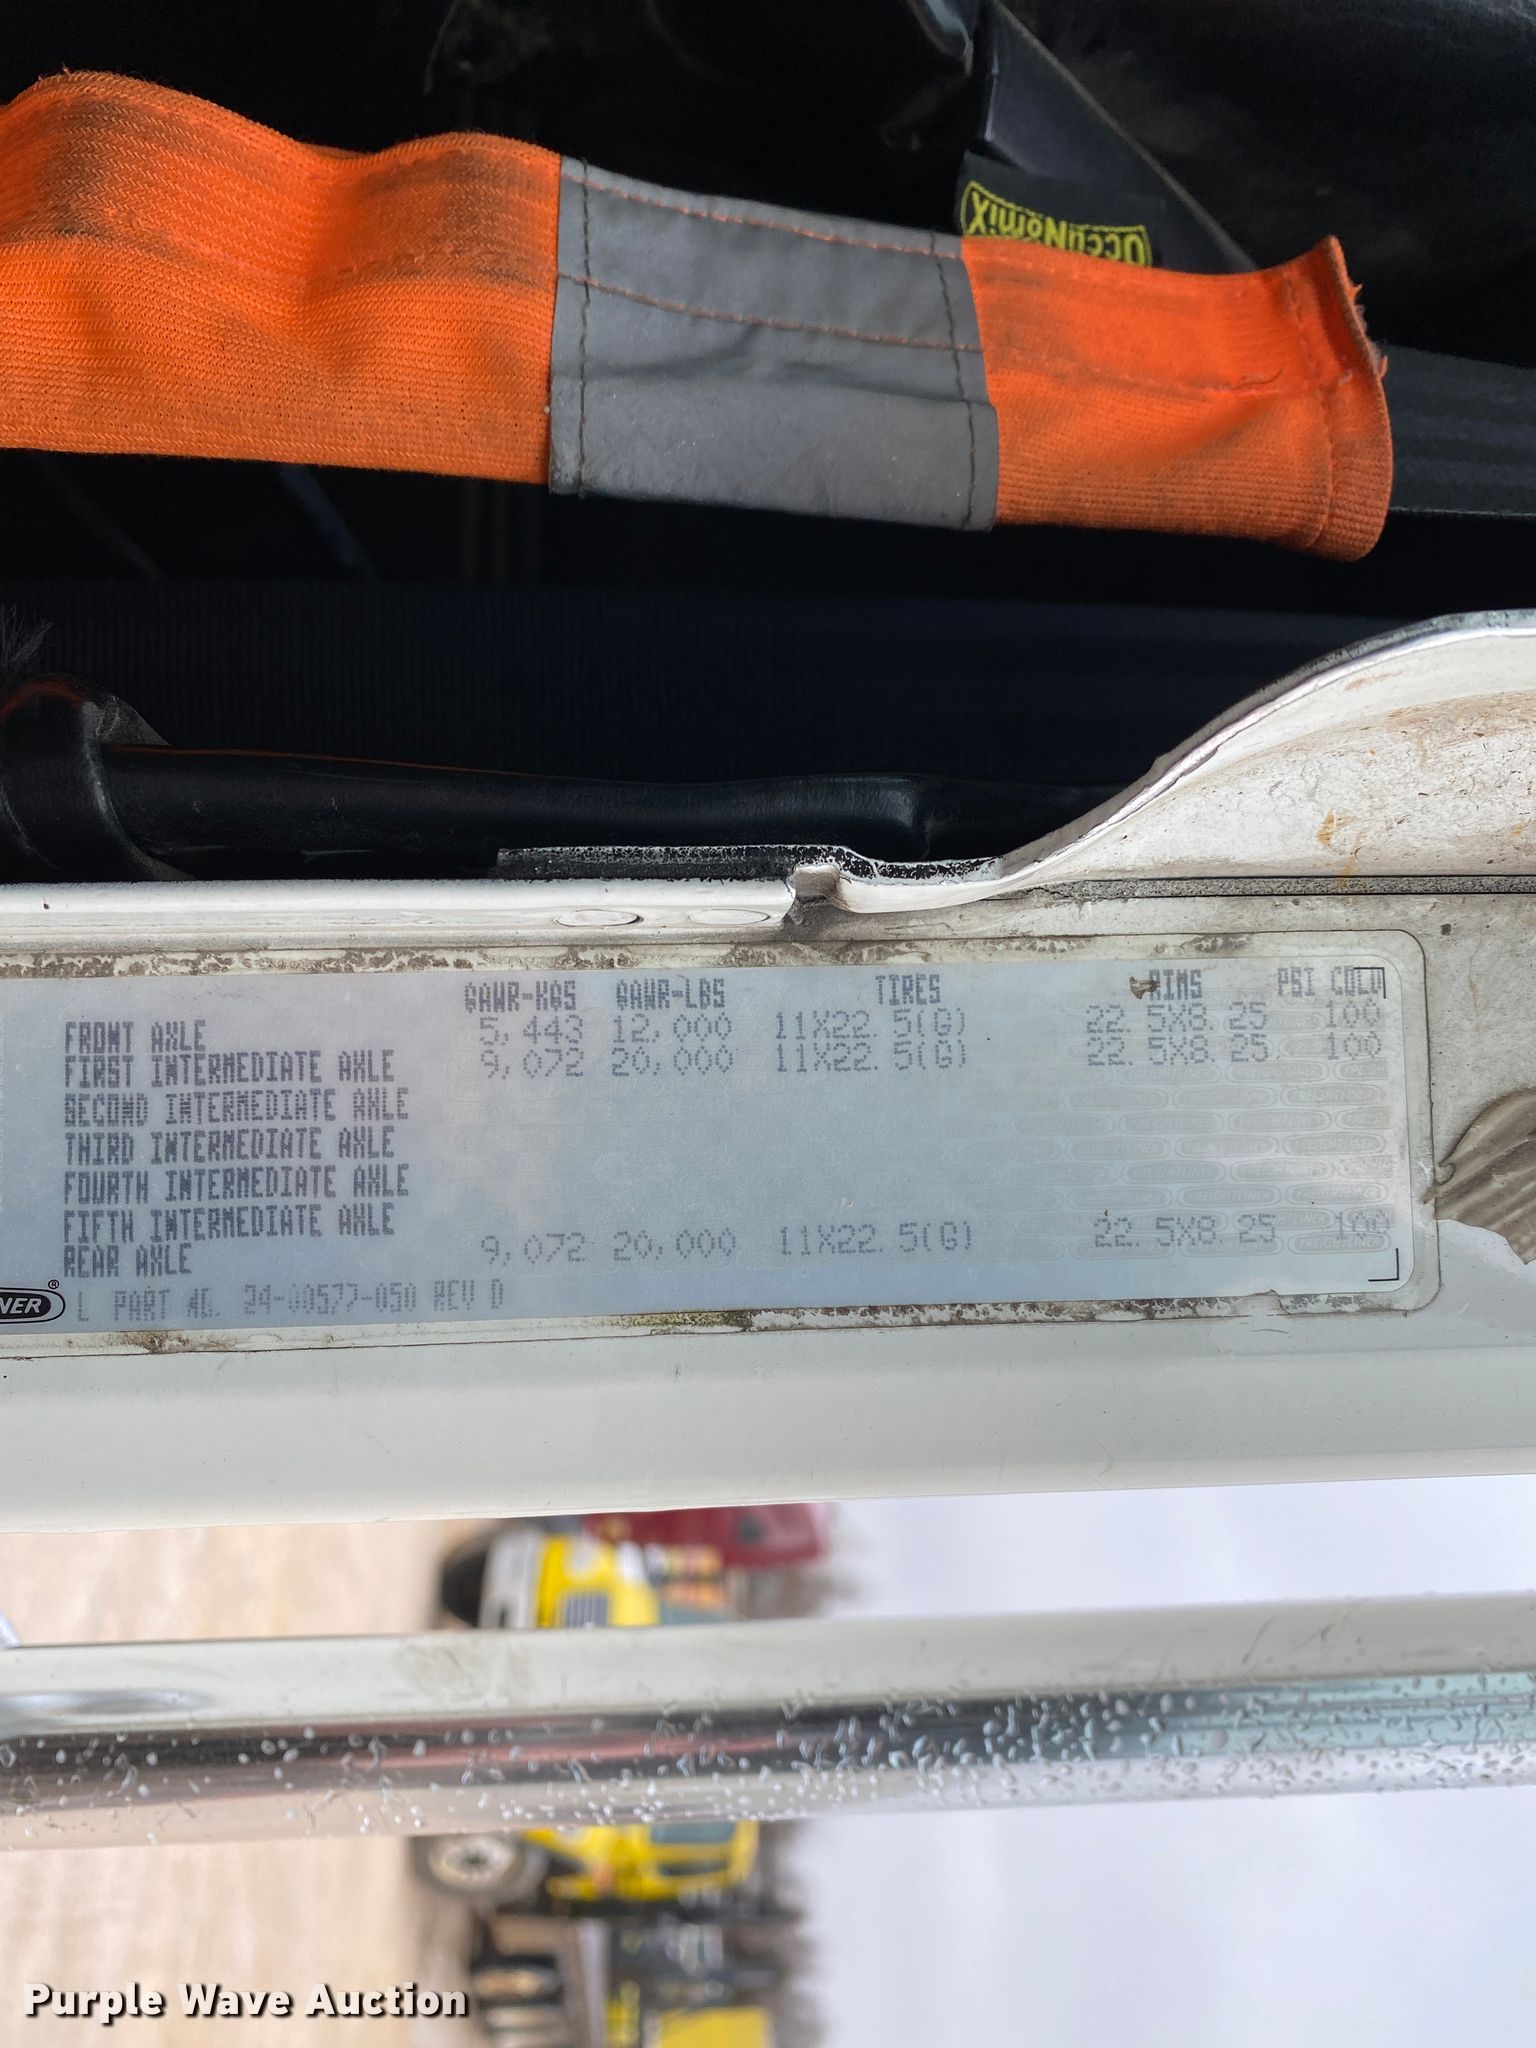 OccuNomiX
GAWR-KGS GAWR-LBS TIRES RIMS PSI COLD
FRONT AXLE 5,443 12,000 11X22.5(G) 22.5X8.25 100
FIRST INTERMEDIATE AXLE 9,072 20,000 11X22.5(G) 22.5X8.25 100
SECOND INTERMEDIATE AXLE
THIRD INTERMEDIATE AXLE
FOURTH INTERMEDIATE AXLE
FIFTH INTERMEDIATE AXLE
REAR AXLE 9,072 20,000 11X22.5(G) 22.5X8.25 100
NER® L PART NO. 24-00577-050 REV D
Purple Wave Auction